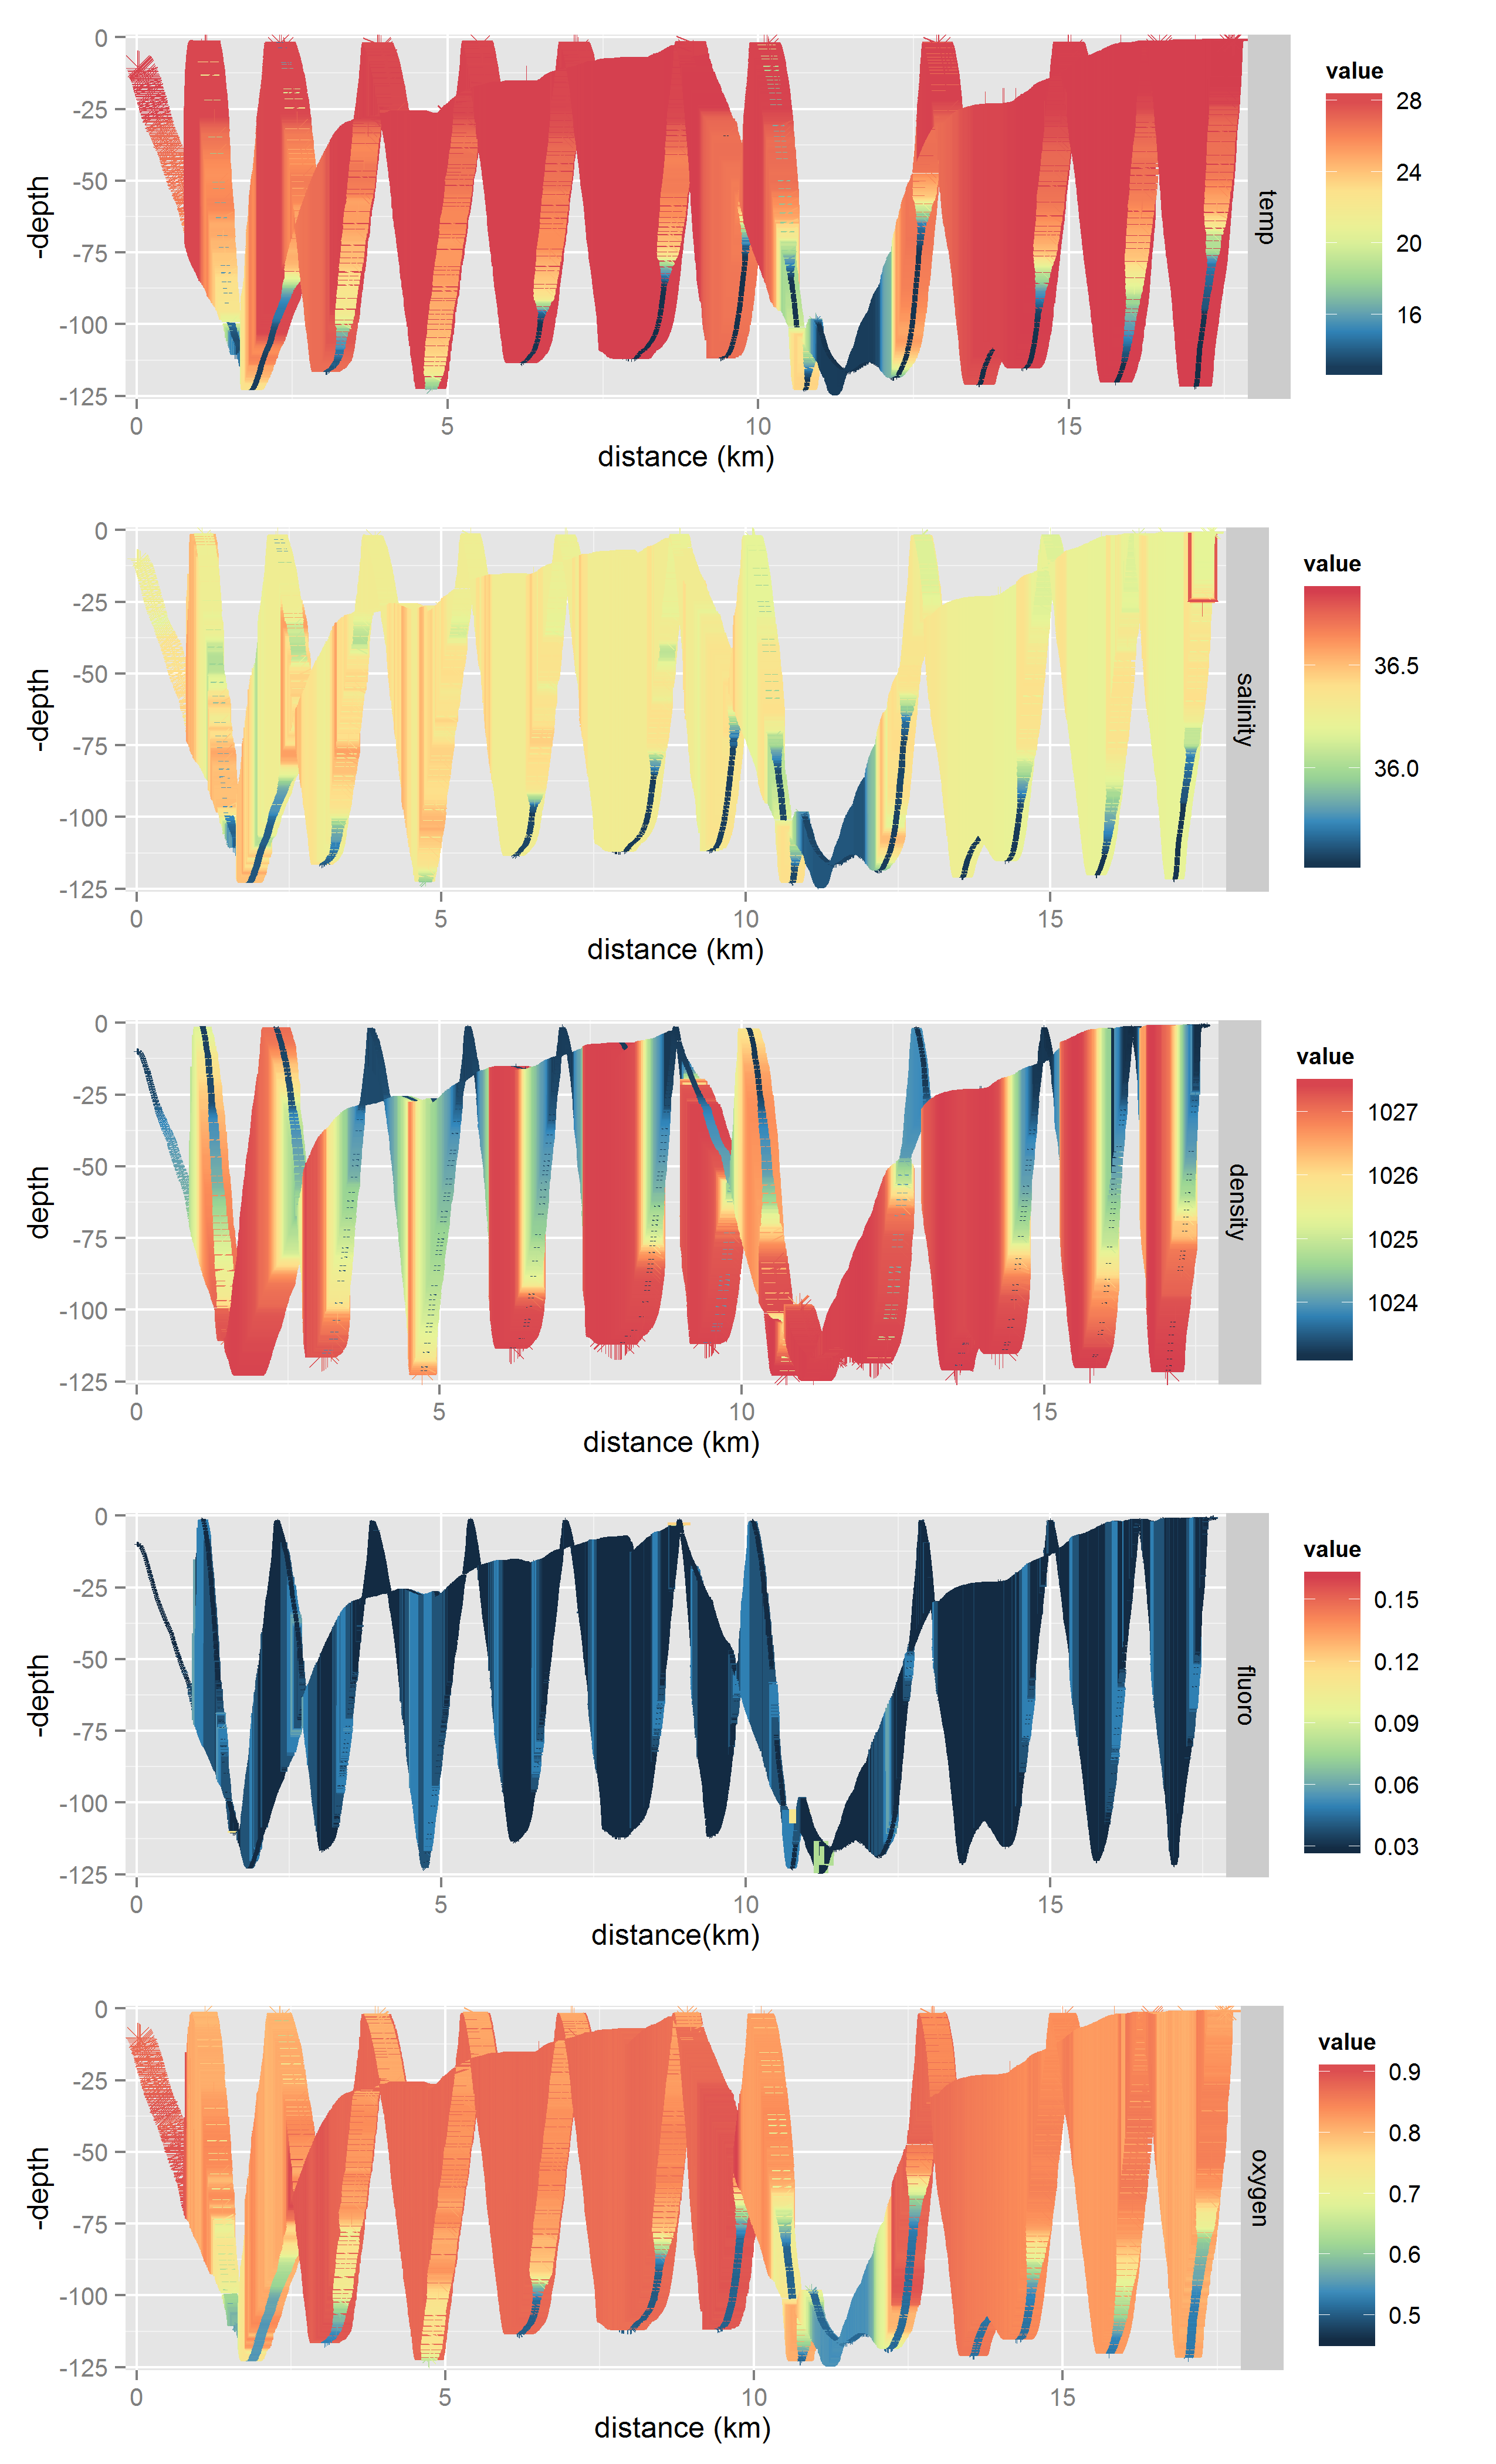 value
0
-25
-50
-75
-100
-125
-depth
28
24
20
16
temp
0 5 10 15
distance (km)
value
0
-25
-50
-75
-100
-125
-depth
36.5
36.0
salinity
0 5 10 15
distance (km)
value
0
-25
-50
-75
-100
-125
depth
1027
1026
1025
1024
density
0 5 10 15
distance (km)
value
0
-25
-50
-75
-100
-125
-depth
0.15
0.12
0.09
0.06
0.03
fluoro
0 5 10 15
distance(km)
value
0
-25
-50
-75
-100
-125
-depth
0.9
0.8
0.7
0.6
0.5
oxygen
0 5 10 15
distance (km)